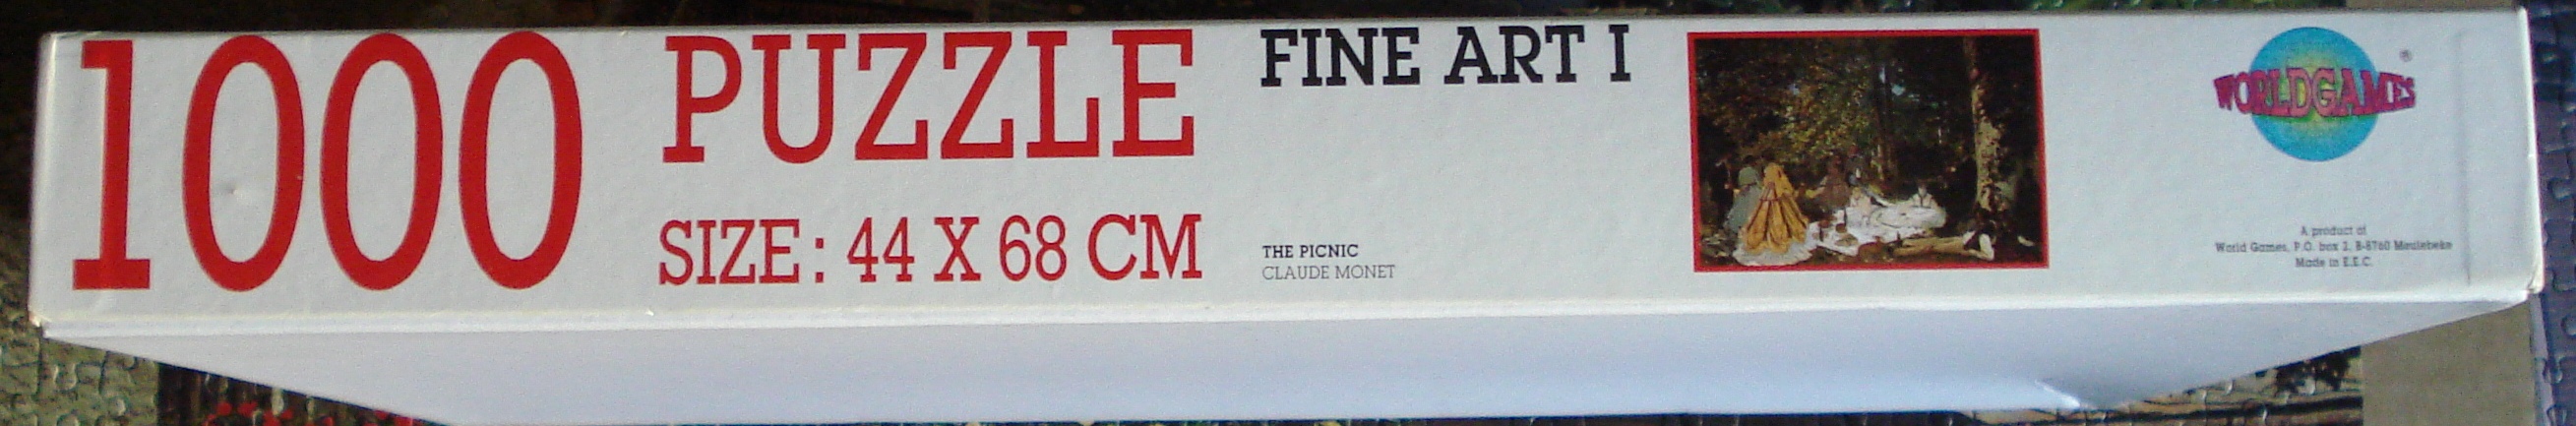 1000 PUZZLE
SIZE: 44 X 68 CM
FINE ART I
THE PICNIC
CLAUDE MONET
WORLDGAMES ®
A product of
World Games, P.O. box 2, B-8760 Meulebeke
Made in E.E.C.